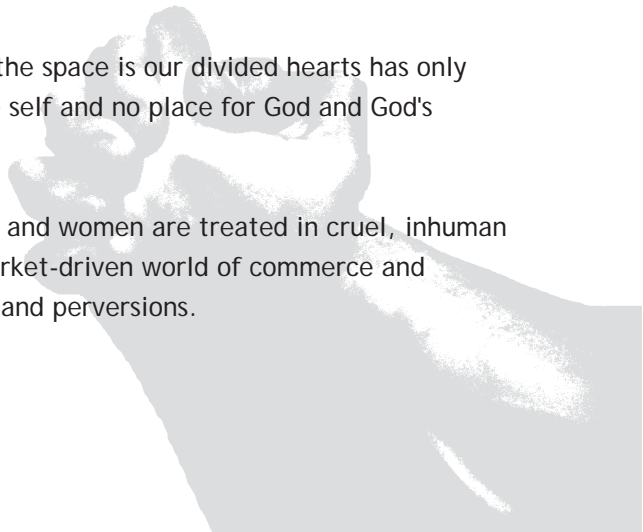 the space is our divided hearts has only
self and no place for God and God's
and women are treated in cruel, inhuman
rket-driven world of commerce and
and perversions.